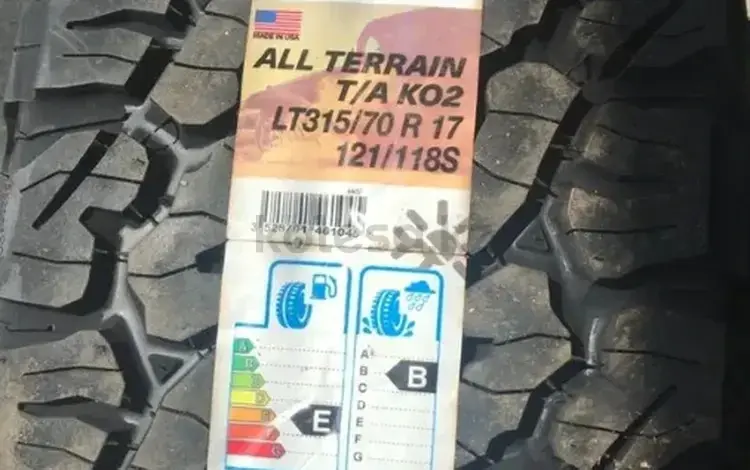 MADE IN USA
ALL TERRAIN
T/A KO2
LT315/70 R 17
121/118S
A
B
C
D
E
F
G
E
B